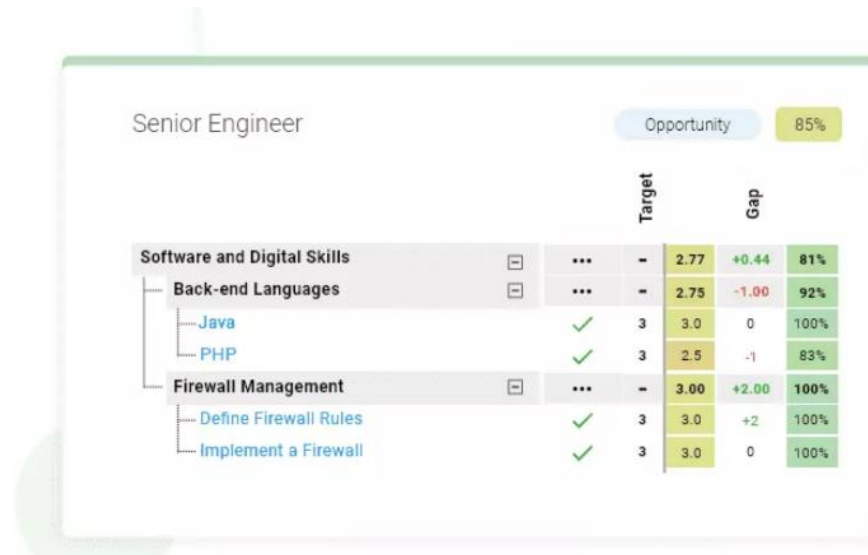 Senior Engineer Opportunity 85%
Target Gap
Software and Digital Skills ••• - 2.77 +0.44 81%
Back-end Languages ••• - 2.75 -1.00 92%
Java 3 3.0 0 100%
PHP 3 2.5 -1 83%
Firewall Management ••• - 3.00 +2.00 100%
Define Firewall Rules 3 3.0 +2 100%
Implement a Firewall 3 3.0 0 100%